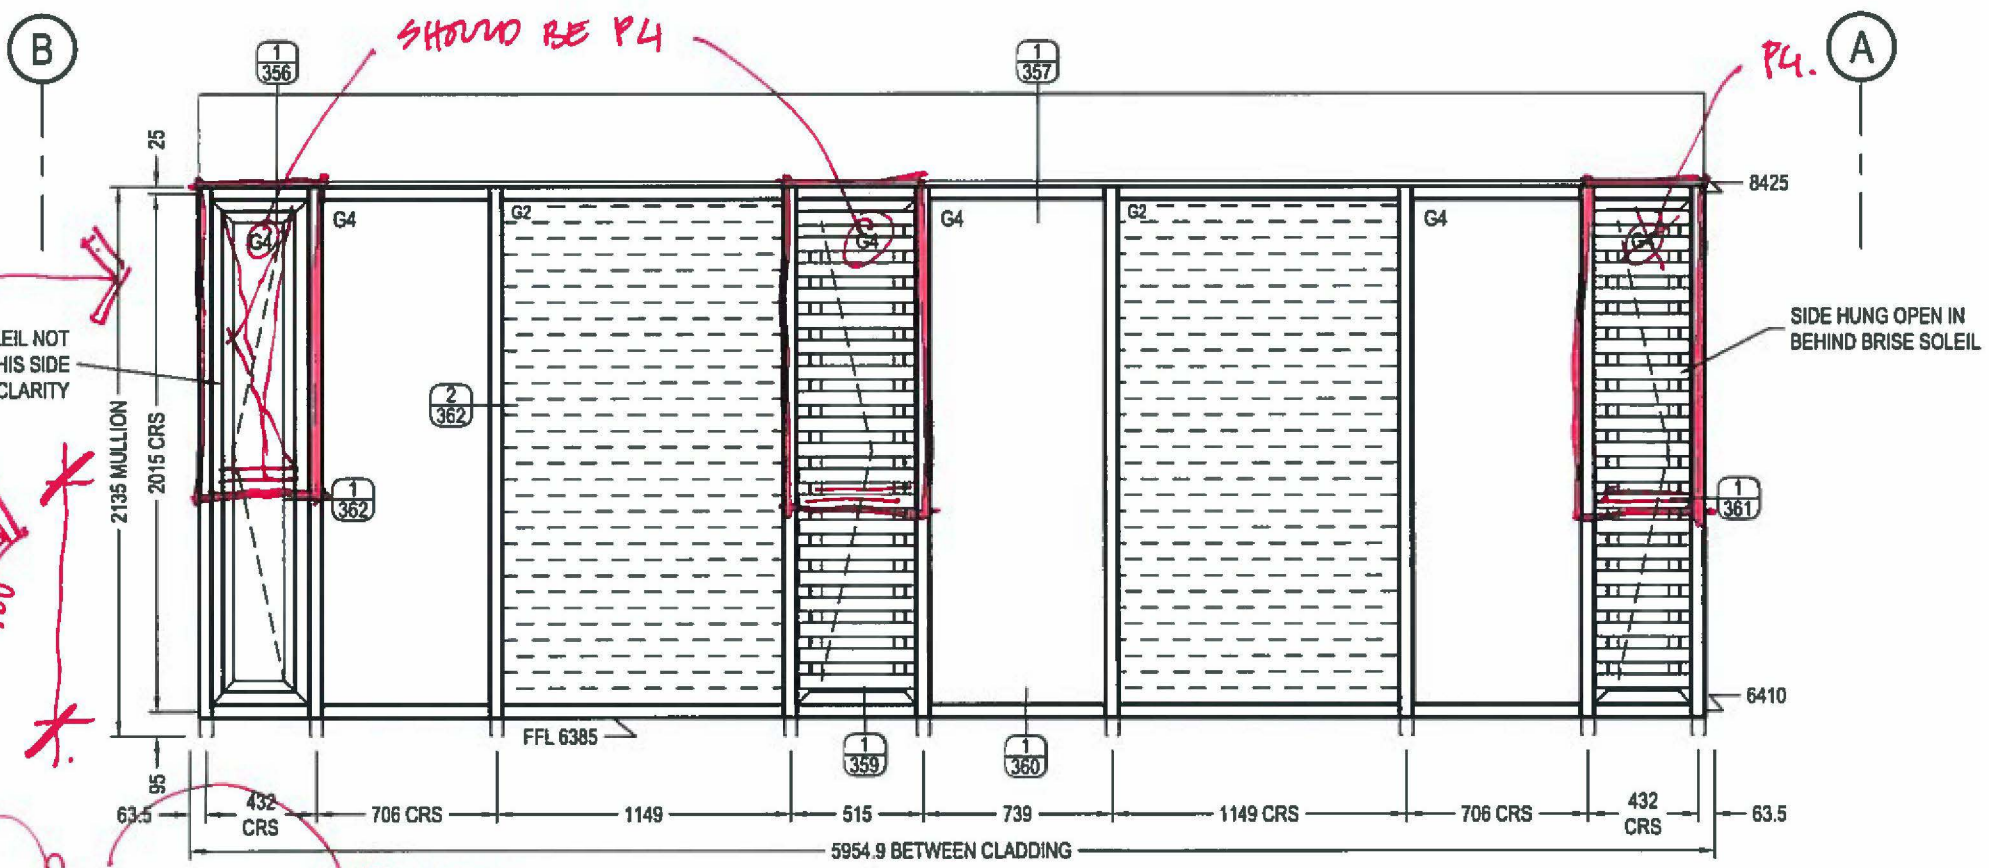 B
SHOULD BE P4
P4.
A
1
356
1
357
25
8425
G4
G4
G2
G4
G4
G2
G4
SIDE HUNG OPEN IN
BEHIND BRISE SOLEIL
LEIL NOT
HIS SIDE
CLARITY
2135 MULLION
2015 CRS
2
362
1
362
1
361
6410
FFL 6385
1
359
1
360
95
63.5
432
CRS
706 CRS
1149
515
739
1149 CRS
706 CRS
432
CRS
63.5
5954.9 BETWEEN CLADDING